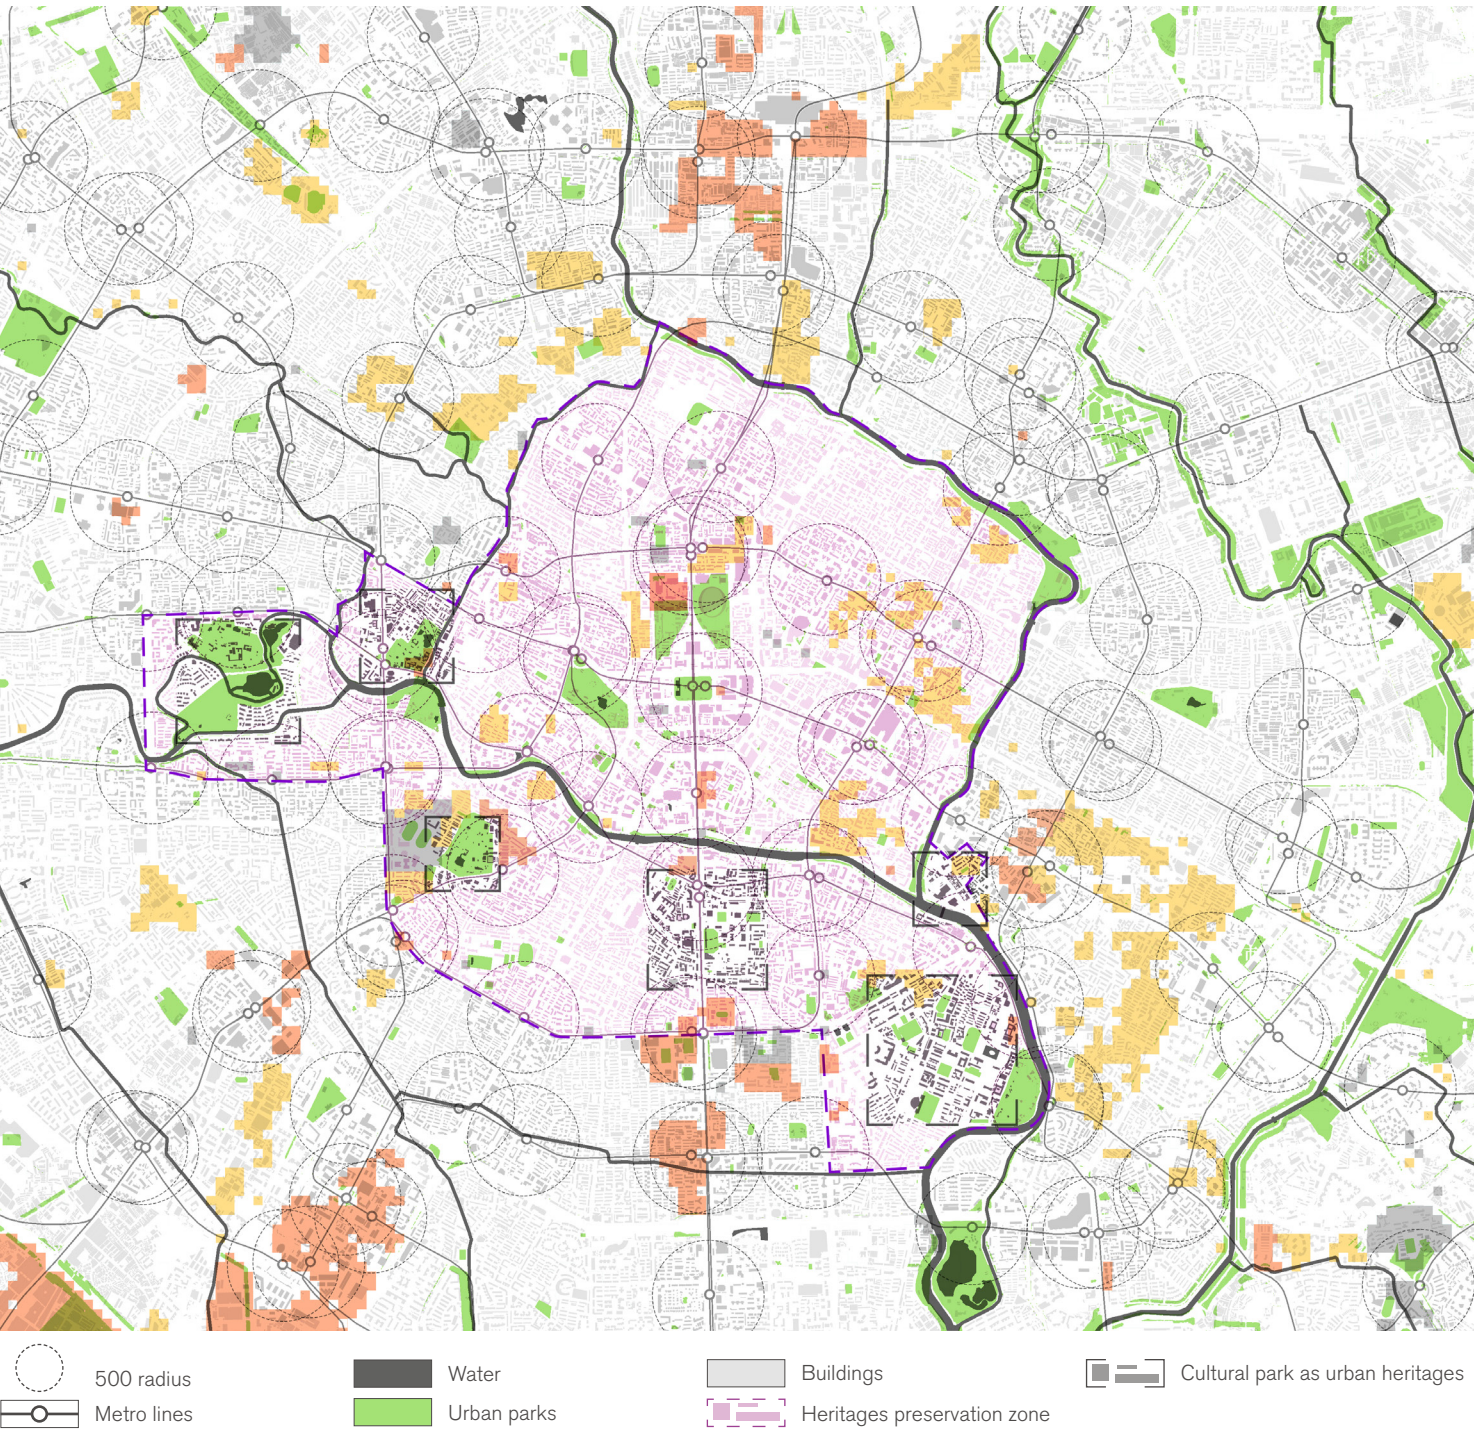 500 radius
Water
Buildings
Cultural park as urban heritages
Metro lines
Urban parks
Heritages preservation zone